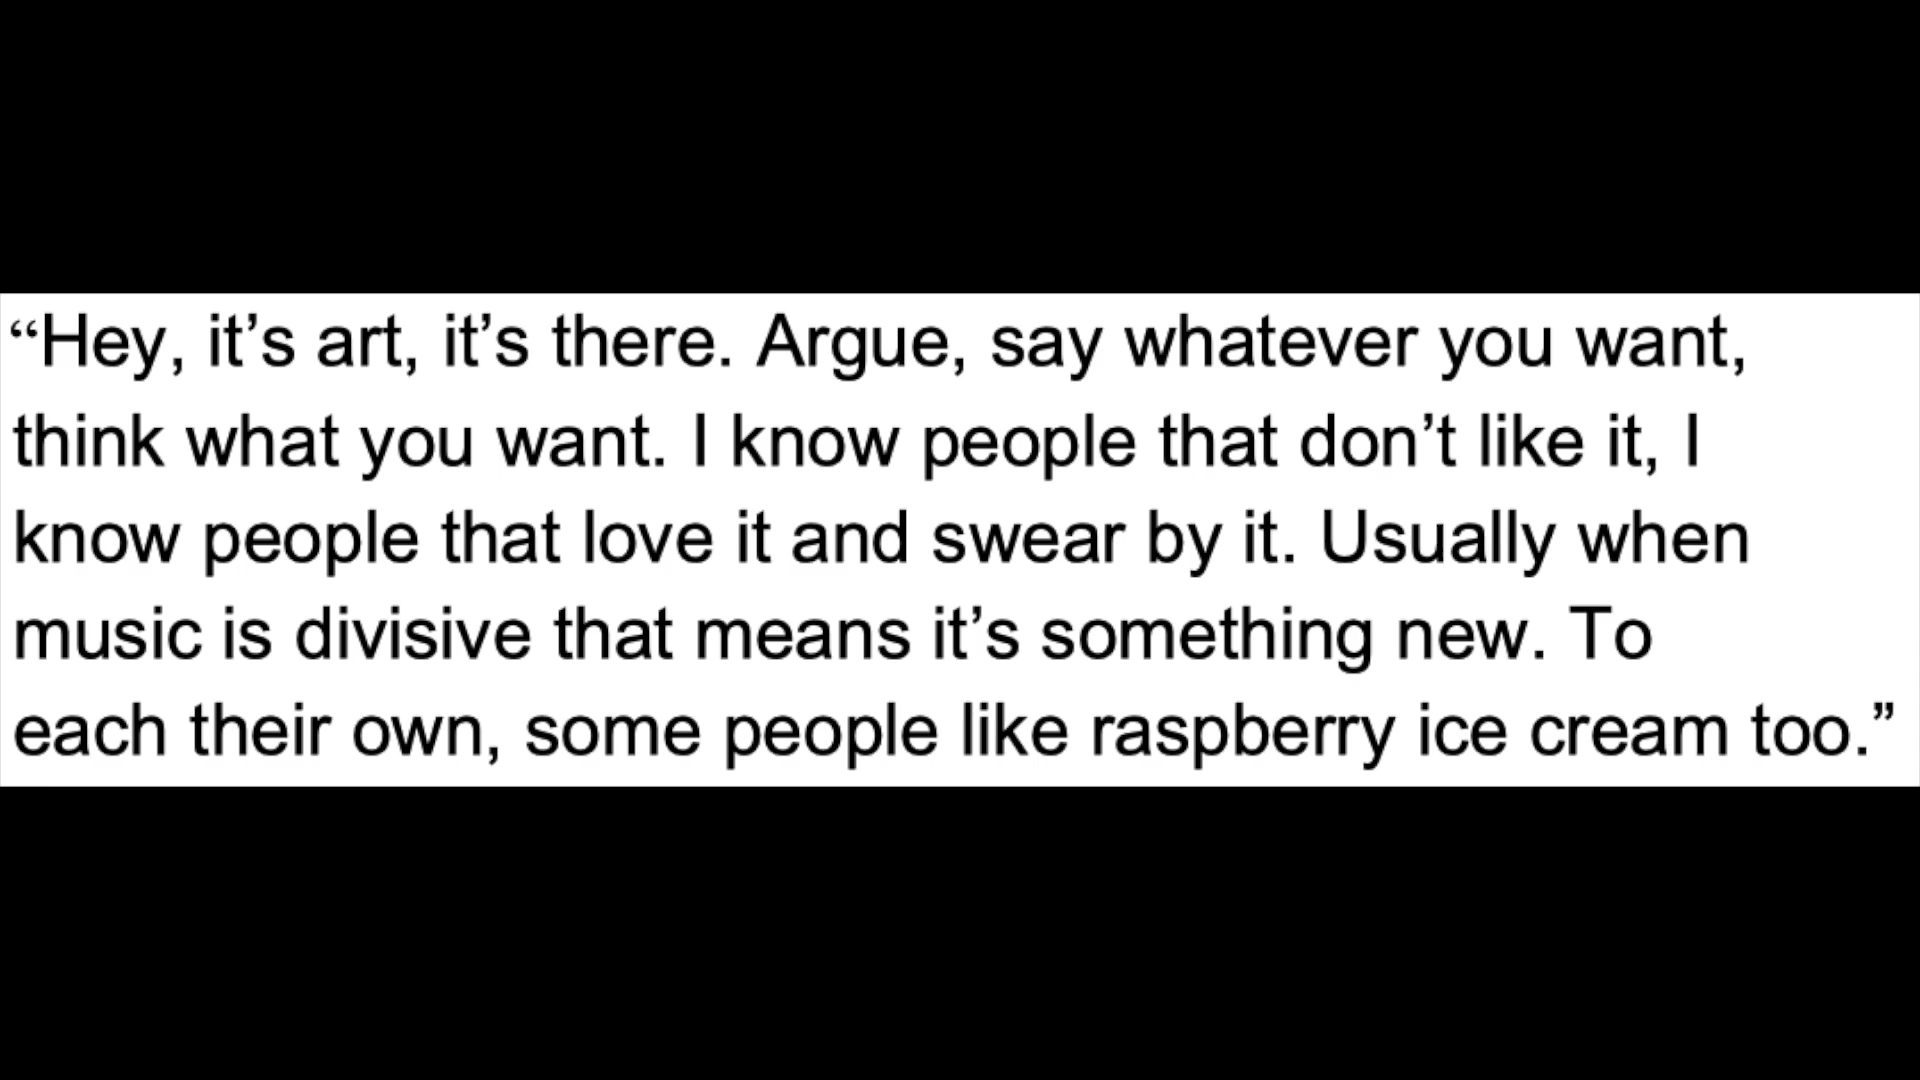 “Hey, it’s art, it’s there. Argue, say whatever you want,
think what you want. I know people that don’t like it, I
know people that love it and swear by it. Usually when
music is divisive that means it’s something new. To
each their own, some people like raspberry ice cream too.”